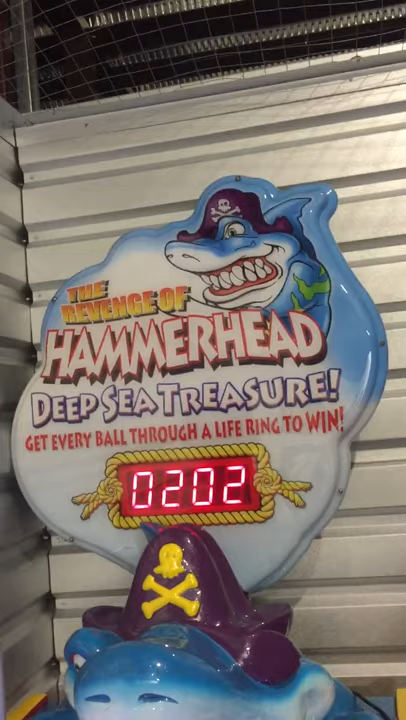 THE
REVENGE OF
HAMMERHEAD
DEEP SEA TREASURE!
GET EVERY BALL THROUGH A LIFE RING TO WIN!
0202